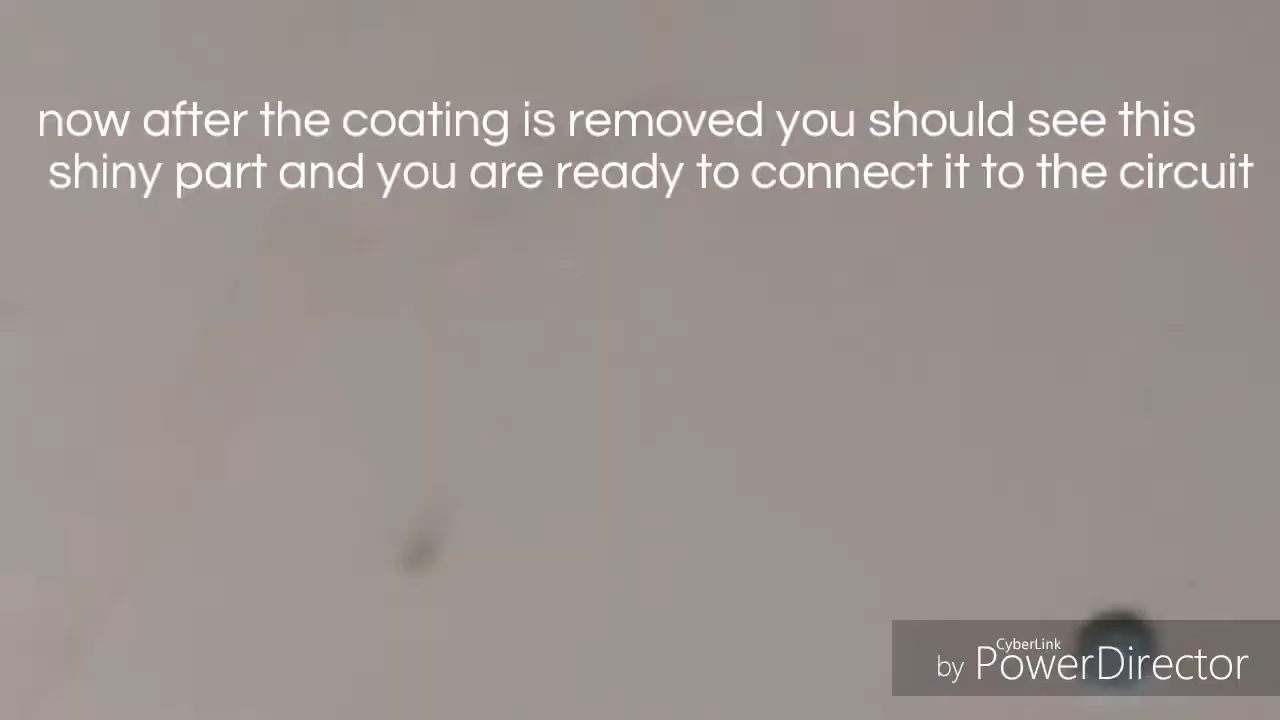 now after the coating is removed you should see this
shiny part and you are ready to connect it to the circuit
CyberLink
by PowerDirector